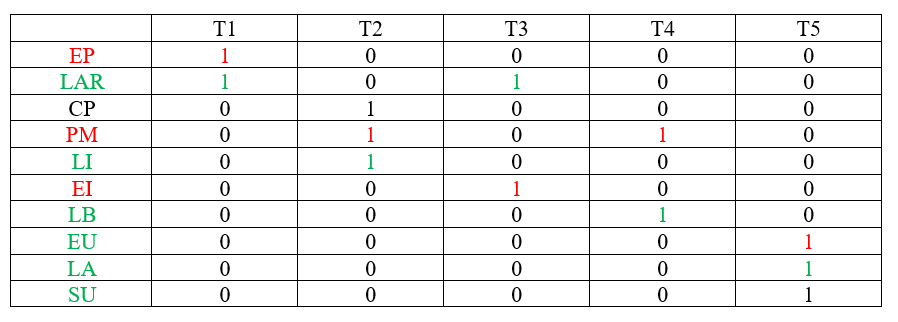 T1 T2 T3 T4 T5
EP 1 0 0 0 0
LAR 1 0 1 0 0
CP 0 1 0 0 0
PM 0 1 0 1 0
LI 0 1 0 0 0
EI 0 0 1 0 0
LB 0 0 0 1 0
EU 0 0 0 0 1
LA 0 0 0 0 1
SU 0 0 0 0 1